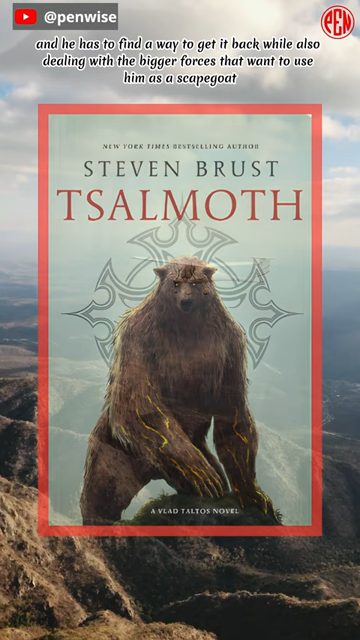 @penwise
PEN
and he has to find a way to get it back while also
dealing with the bigger forces that want to use
him as a scapegoat
NEW YORK TIMES BESTSELLING AUTHOR
STEVEN BRUST
TSALMOTH
A VLAD TALTOS NOVEL